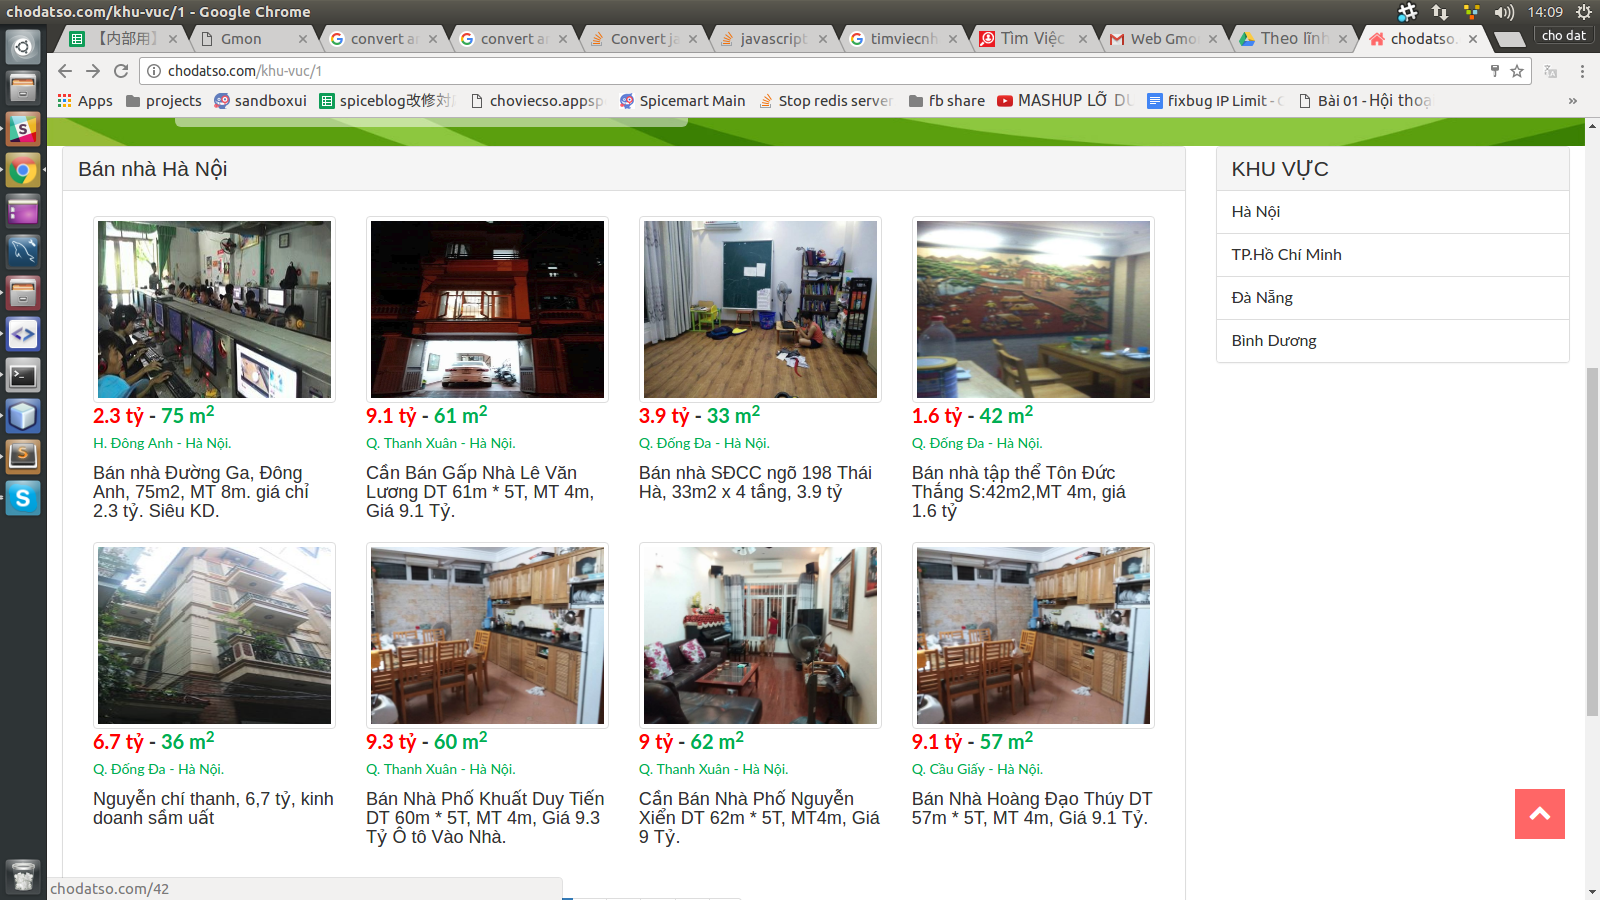 chodatso.com/khu-vuc/1 - Google Chrome
14:09
【内部用】
Gmon
convert ar
convert ar
Convert ja
javascript
timviecnh
Tìm Việc
Web Gmo
Theo lĩnh
chodatso.
cho dat
chodatso.com/khu-vuc/1
Apps
projects
sandboxui
spiceblog改修対
choviecso.appsp
Spicemart Main
Stop redis server
fb share
MASHUP LỠ DU
fixbug IP Limit - 
Bài 01 - Hội thoạ
»
Bán nhà Hà Nội
2.3 tỷ - 75 m2
H. Đông Anh - Hà Nội.
Bán nhà Đường Ga, Đông
Anh, 75m2, MT 8m. giá chỉ
2.3 tỷ. Siêu KD.
9.1 tỷ - 61 m2
Q. Thanh Xuân - Hà Nội.
Cần Bán Gấp Nhà Lê Văn
Lương DT 61m * 5T, MT 4m,
Giá 9.1 Tỷ.
3.9 tỷ - 33 m2
Q. Đống Đa - Hà Nội.
Bán nhà SĐCC ngõ 198 Thái
Hà, 33m2 x 4 tầng, 3.9 tỷ
1.6 tỷ - 42 m2
Q. Đống Đa - Hà Nội.
Bán nhà tập thể Tôn Đức
Thắng S:42m2,MT 4m, giá
1.6 tỷ
6.7 tỷ - 36 m2
Q. Đống Đa - Hà Nội.
Nguyễn chí thanh, 6,7 tỷ, kinh
doanh sầm uất
9.3 tỷ - 60 m2
Q. Thanh Xuân - Hà Nội.
Bán Nhà Phố Khuất Duy Tiến
DT 60m * 5T, MT 4m, Giá 9.3
Tỷ Ô tô Vào Nhà.
9 tỷ - 62 m2
Q. Thanh Xuân - Hà Nội.
Cần Bán Nhà Phố Nguyễn
Xiển DT 62m * 5T, MT4m, Giá
9 Tỷ.
9.1 tỷ - 57 m2
Q. Cầu Giấy - Hà Nội.
Bán Nhà Hoàng Đạo Thúy DT
57m * 5T, MT 4m, Giá 9.1 Tỷ.
KHU VỰC
Hà Nội
TP.Hồ Chí Minh
Đà Nẵng
Bình Dương
chodatso.com/42